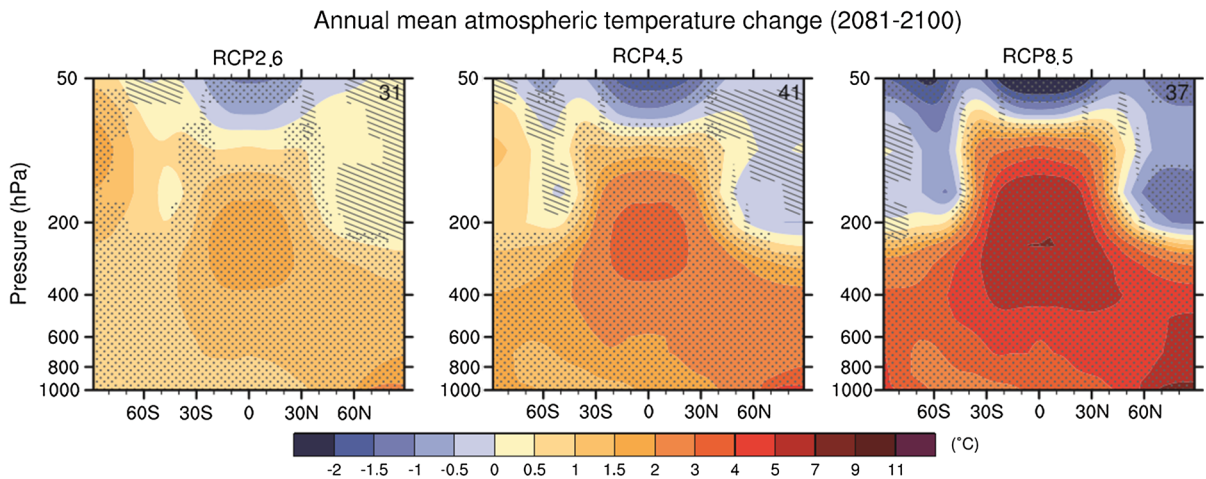 Annual mean atmospheric temperature change (2081-2100)
RCP2.6 RCP4.5 RCP8.5
50 31 50 41 50 37
Pressure (hPa)
200 200 200
400 400 400
600 600 600
800 800 800
1000 1000 1000
60S 30S 0 30N 60N 60S 30S 0 30N 60N 60S 30S 0 30N 60N
(°C)
-2 -1.5 -1 -0.5 0 0.5 1 1.5 2 3 4 5 7 9 11